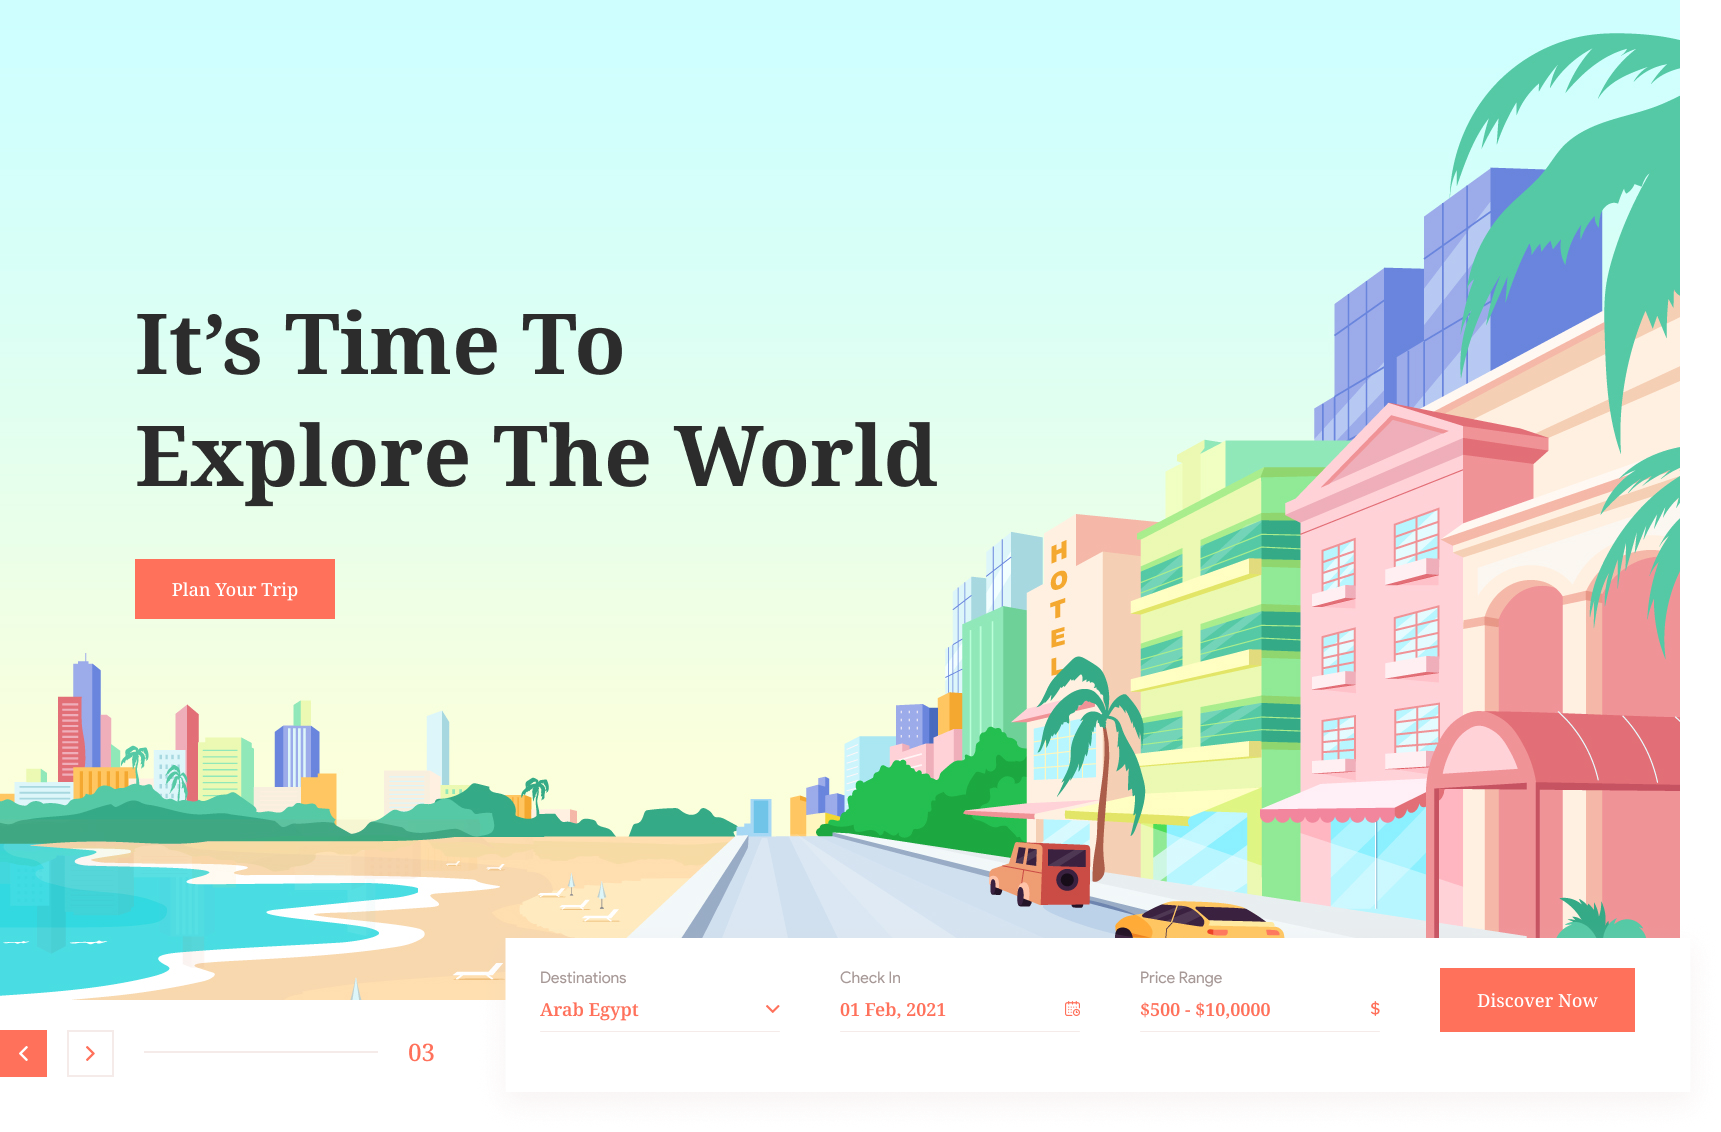 It’s Time To
Explore The World
Plan Your Trip
HOTEL
Destinations
Arab Egypt
Check In
01 Feb, 2021
Price Range
$500 - $10,0000
$
Discover Now
03